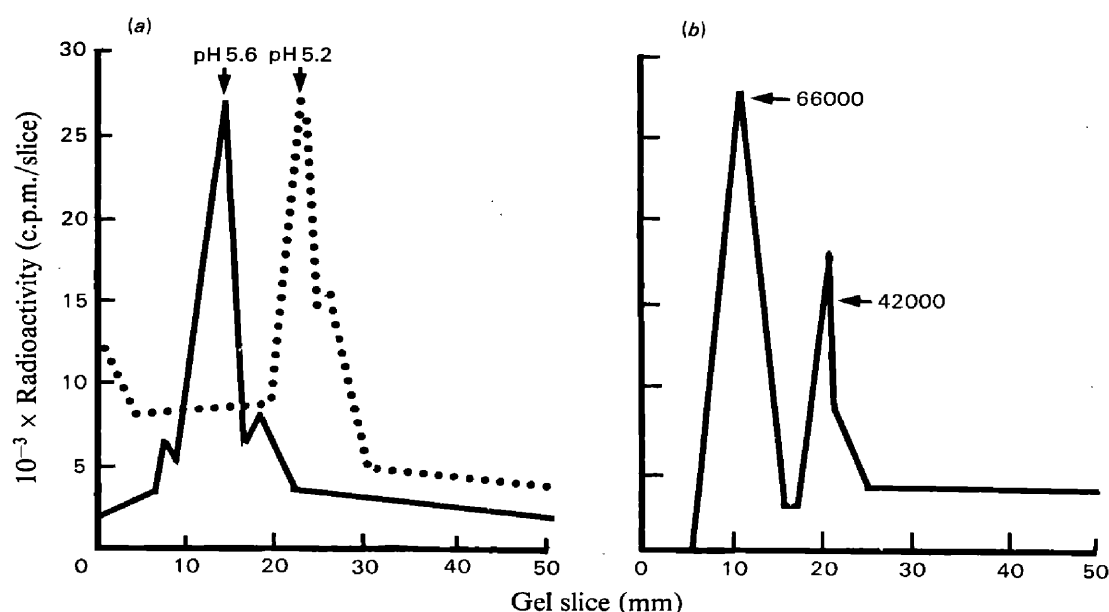 (a)
pH 5.6 pH 5.2
30
25
20
15
10
5
0
10 20 30 40 50
10⁻³ × Radioactivity (c.p.m./slice)
(b)
66000
42000
0 10 20 30 40 50
Gel slice (mm)